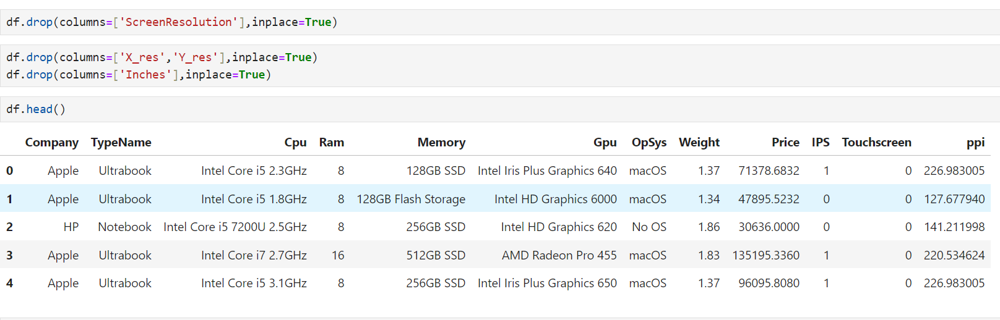 df.drop(columns=['ScreenResolution'],inplace=True)
df.drop(columns=['X_res','Y_res'],inplace=True)
df.drop(columns=['Inches'],inplace=True)
df.head()
Company TypeName Cpu Ram Memory Gpu OpSys Weight Price IPS Touchscreen ppi
0 Apple Ultrabook Intel Core i5 2.3GHz 8 128GB SSD Intel Iris Plus Graphics 640 macOS 1.37 71378.6832 1 0 226.983005
1 Apple Ultrabook Intel Core i5 1.8GHz 8 128GB Flash Storage Intel HD Graphics 6000 macOS 1.34 47895.5232 0 0 127.677940
2 HP Notebook Intel Core i5 7200U 2.5GHz 8 256GB SSD Intel HD Graphics 620 No OS 1.86 30636.0000 0 0 141.211998
3 Apple Ultrabook Intel Core i7 2.7GHz 16 512GB SSD AMD Radeon Pro 455 macOS 1.83 135195.3360 1 0 220.534624
4 Apple Ultrabook Intel Core i5 3.1GHz 8 256GB SSD Intel Iris Plus Graphics 650 macOS 1.37 96095.8080 1 0 226.983005